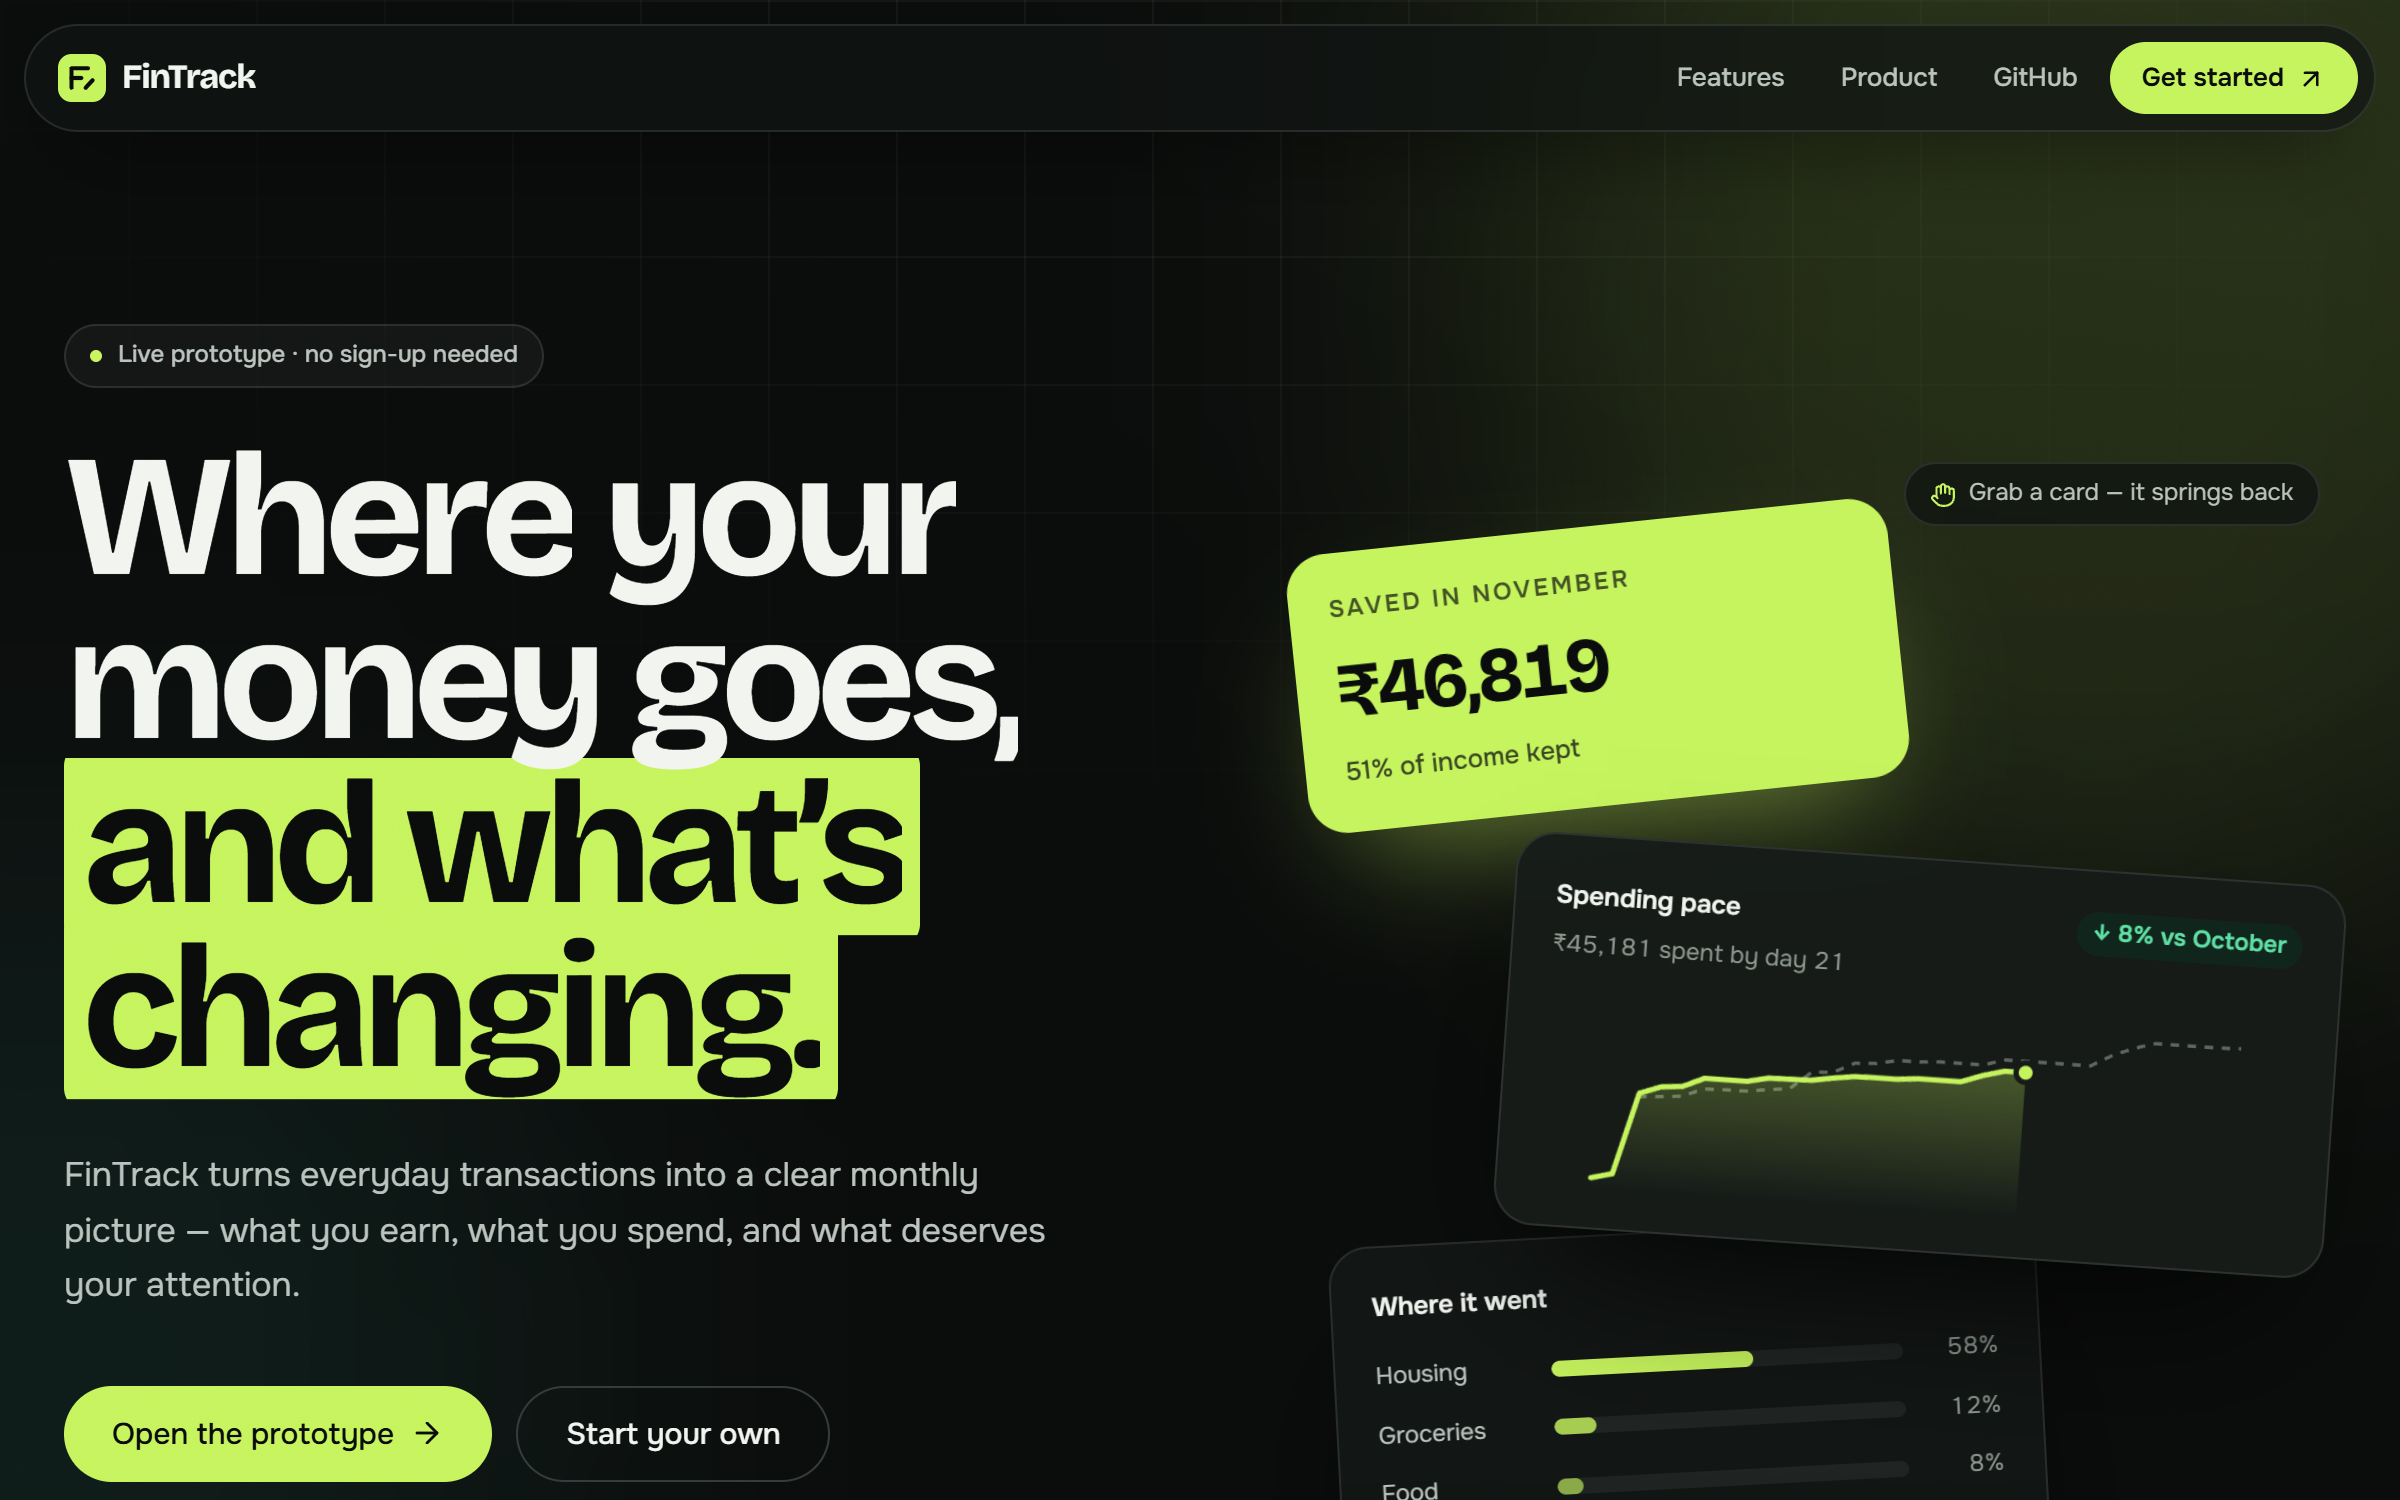 FinTrack
Features
Product
GitHub
Get started
Live prototype · no sign-up needed
Where your
money goes,
and what’s
changing.
FinTrack turns everyday transactions into a clear monthly
picture — what you earn, what you spend, and what deserves
your attention.
Open the prototype
Start your own
Grab a card — it springs back
SAVED IN NOVEMBER
₹46,819
51% of income kept
Spending pace
₹45,181 spent by day 21
8% vs October
Where it went
Housing 58%
Groceries 12%
Food 8%